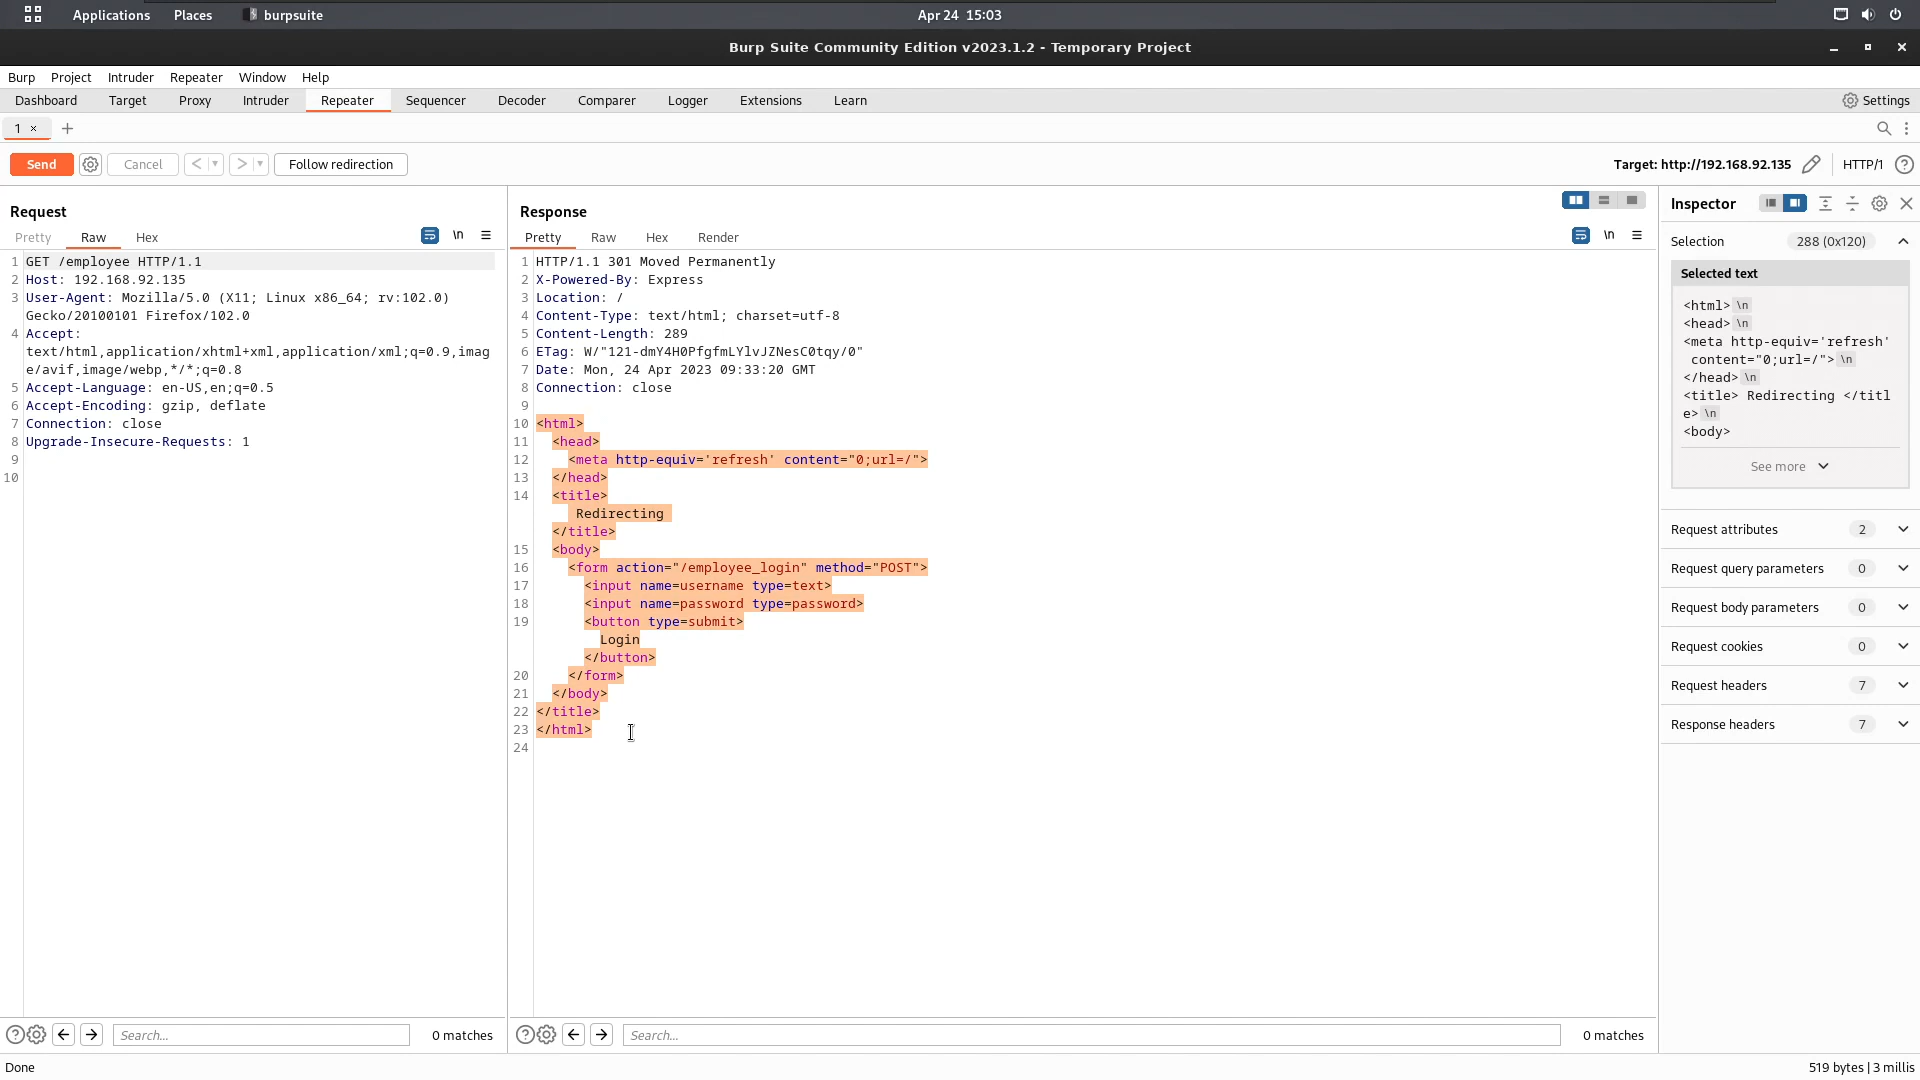 Applications Places burpsuite Apr 24 15:03
Burp Suite Community Edition v2023.1.2 - Temporary Project
Burp Project Intruder Repeater Window Help
Dashboard Target Proxy Intruder Repeater Sequencer Decoder Comparer Logger Extensions Learn Settings
1 × +
Send Cancel < > Follow redirection Target: http://192.168.92.135 HTTP/1 ?
Request
Pretty Raw Hex \n
1 GET /employee HTTP/1.1
2 Host: 192.168.92.135
3 User-Agent: Mozilla/5.0 (X11; Linux x86_64; rv:102.0)
Gecko/20100101 Firefox/102.0
4 Accept:
text/html,application/xhtml+xml,application/xml;q=0.9,imag
e/avif,image/webp,*/*;q=0.8
5 Accept-Language: en-US,en;q=0.5
6 Accept-Encoding: gzip, deflate
7 Connection: close
8 Upgrade-Insecure-Requests: 1
9
10
? Search... 0 matches
Response
Pretty Raw Hex Render \n
1 HTTP/1.1 301 Moved Permanently
2 X-Powered-By: Express
3 Location: /
4 Content-Type: text/html; charset=utf-8
5 Content-Length: 289
6 ETag: W/"121-dmY4H0PfgfmLYlvJZNesC0tqy/0"
7 Date: Mon, 24 Apr 2023 09:33:20 GMT
8 Connection: close
9
10 <html>
11 <head>
12 <meta http-equiv='refresh' content="0;url=/">
13 </head>
14 <title>
Redirecting
</title>
15 <body>
16 <form action="/employee_login" method="POST">
17 <input name=username type=text>
18 <input name=password type=password>
19 <button type=submit>
Login
</button>
20 </form>
21 </body>
22 </title>
23 </html>
24
? Search... 0 matches
Inspector
Selection 288 (0x120)
Selected text
<html> \n
<head> \n
<meta http-equiv='refresh'
content="0;url=/"> \n
</head> \n
<title> Redirecting </titl
e> \n
<body>
See more
Request attributes 2
Request query parameters 0
Request body parameters 0
Request cookies 0
Request headers 7
Response headers 7
Done 519 bytes | 3 millis